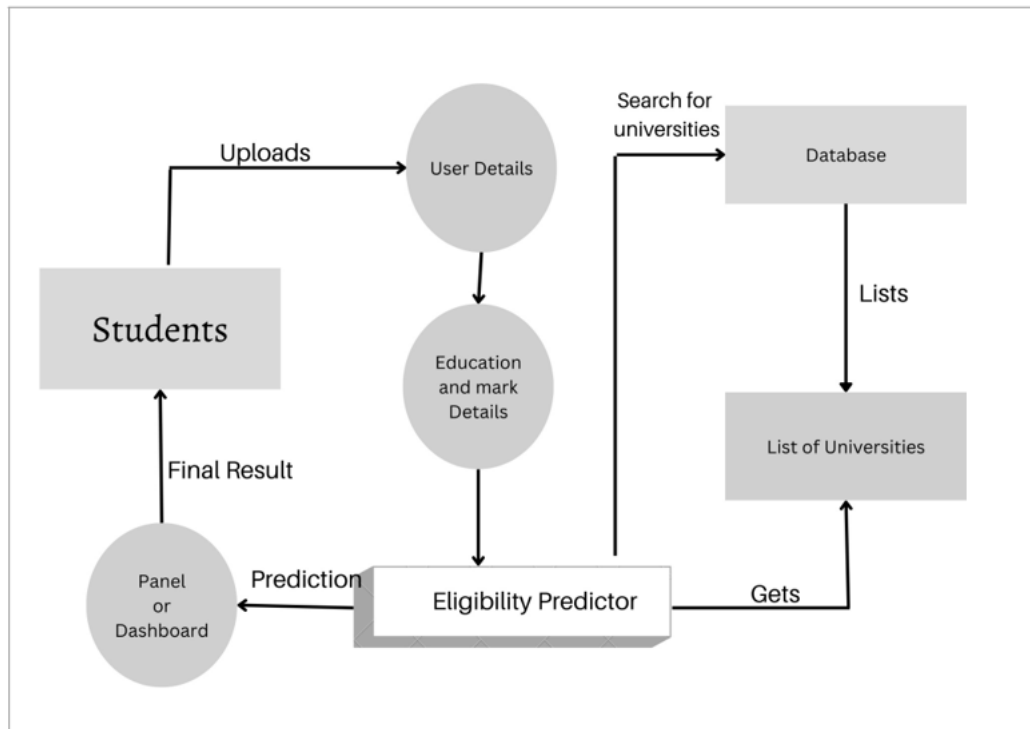 Search for
universities
Uploads
User Details
Database
Students
Lists
Education
and mark
Details
List of Universities
Final Result
Prediction
Panel
or
Dashboard
Eligibility Predictor
Gets